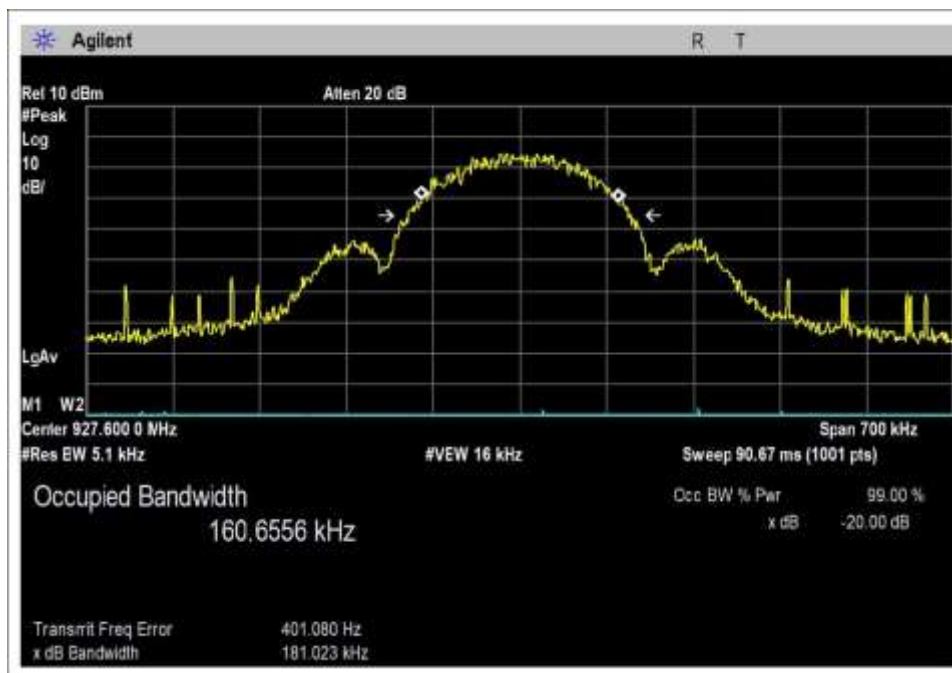 Agilent R T
Ref 10 dBm Atten 20 dB
#Peak
Log
10
dB/
LgAv
M1 W2
Center 927.600 0 MHz Span 700 kHz
#Res BW 5.1 kHz #VBW 16 kHz Sweep 90.67 ms (1001 pts)
Occupied Bandwidth Occ BW % Pwr 99.00 %
160.6556 kHz x dB -20.00 dB
Transmit Freq Error 401.080 Hz
x dB Bandwidth 181.023 kHz